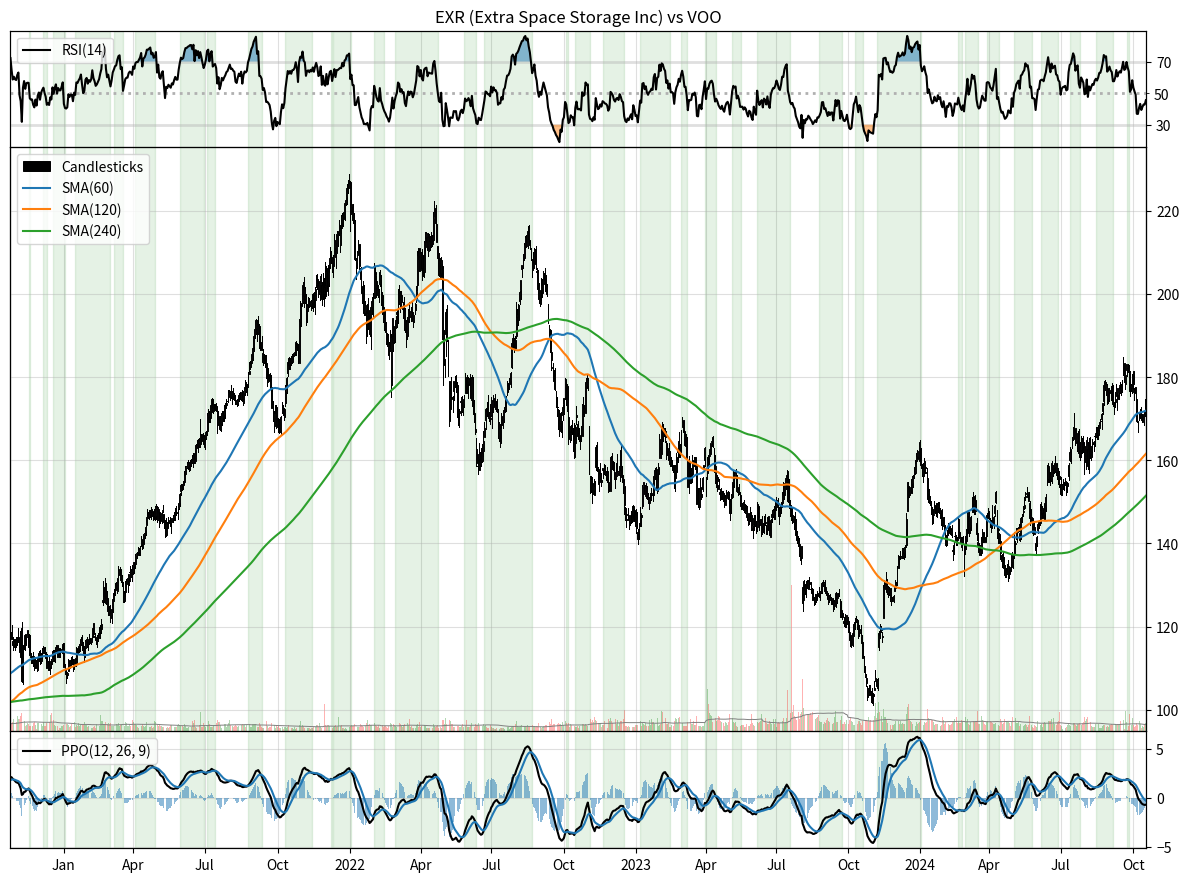 EXR (Extra Space Storage Inc) vs VOO
RSI(14)
70
50
30
Candlesticks
SMA(60)
SMA(120)
SMA(240)
220
200
180
160
140
120
100
PPO(12, 26, 9)
5
0
−5
Jan Apr Jul Oct 2022 Apr Jul Oct 2023 Apr Jul Oct 2024 Apr Jul Oct